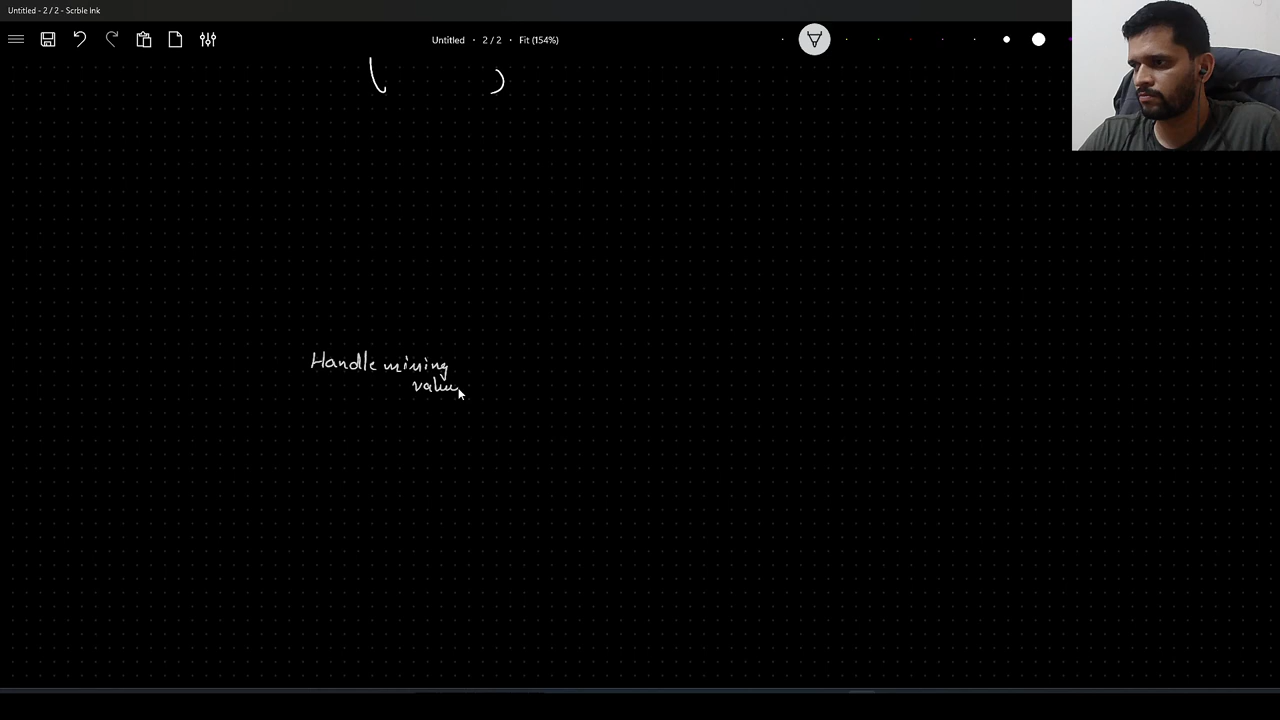 Untitled - 2 / 2 - Scrble Ink
Untitled · 2 / 2 · Fit (154%)
Handle missing
value